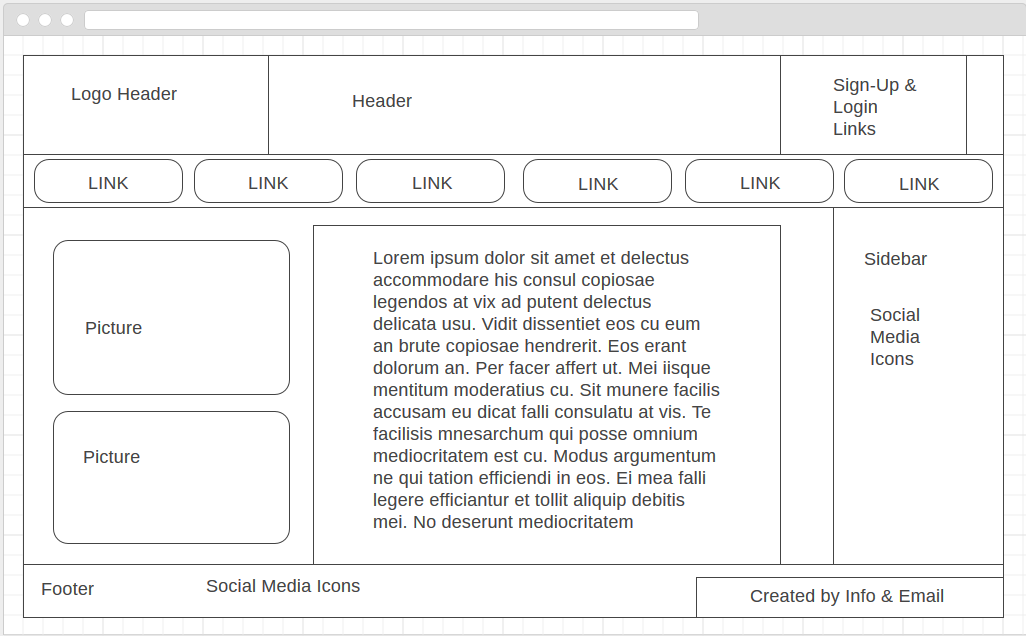 Logo Header
Header
Sign-Up &
Login
Links
LINK
LINK
LINK
LINK
LINK
LINK
Picture
Picture
Lorem ipsum dolor sit amet et delectus
accommodare his consul copiosae
legendos at vix ad putent delectus
delicata usu. Vidit dissentiet eos cu eum
an brute copiosae hendrerit. Eos erant
dolorum an. Per facer affert ut. Mei iisque
mentitum moderatius cu. Sit munere facilis
accusam eu dicat falli consulatu at vis. Te
facilisis mnesarchum qui posse omnium
mediocritatem est cu. Modus argumentum
ne qui tation efficiendi in eos. Ei mea falli
legere efficiantur et tollit aliquip debitis
mei. No deserunt mediocritatem
Sidebar
Social
Media
Icons
Footer
Social Media Icons
Created by Info & Email